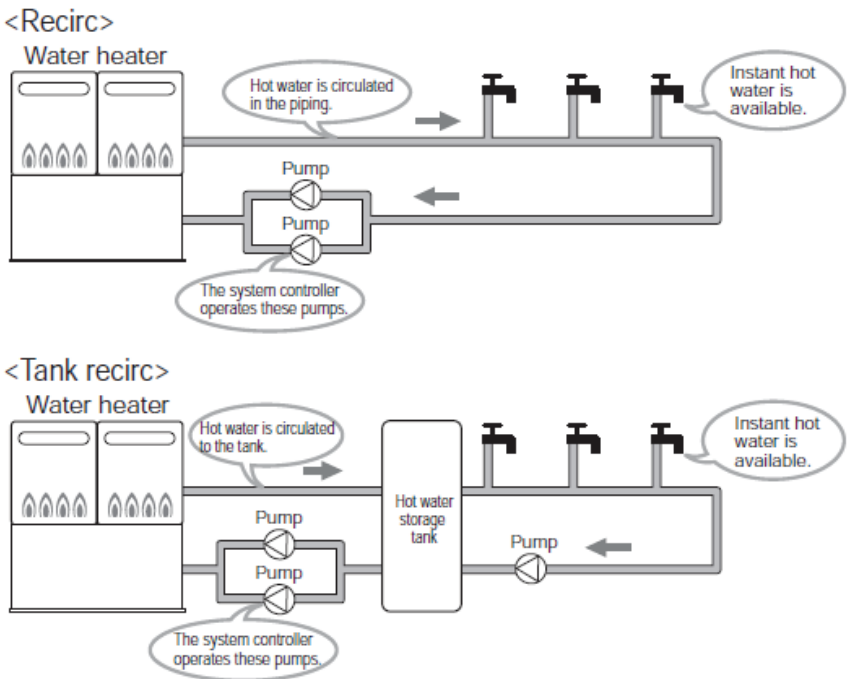 <Recirc>
Water heater
Hot water is circulated
in the piping.
Instant hot
water is
available.
Pump
Pump
The system controller
operates these pumps.
<Tank recirc>
Water heater
Hot water is circulated
to the tank.
Instant hot
water is
available.
Hot water
storage
tank
Pump
Pump
Pump
The system controller
operates these pumps.